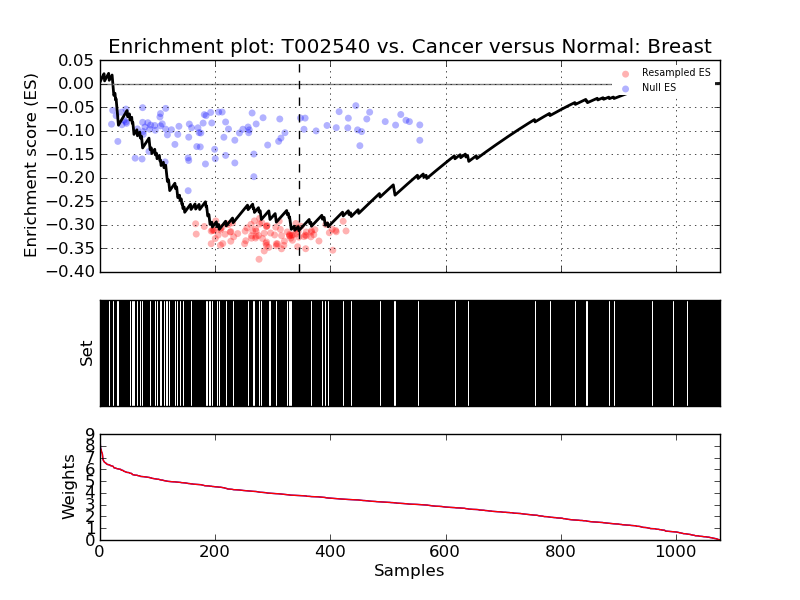 Enrichment plot: T002540 vs. Cancer versus Normal: Breast
Enrichment score (ES)
0.05
0.00
−0.05
−0.10
−0.15
−0.20
−0.25
−0.30
−0.35
−0.40
Resampled ES
Null ES
Set
Weights
9
8
7
6
5
4
3
2
1
0
0 200 400 600 800 1000
Samples